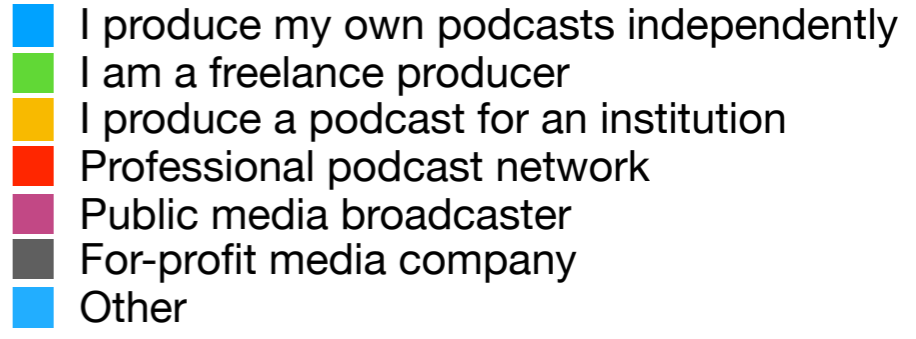 I produce my own podcasts independently
I am a freelance producer
I produce a podcast for an institution
Professional podcast network
Public media broadcaster
For-profit media company
Other